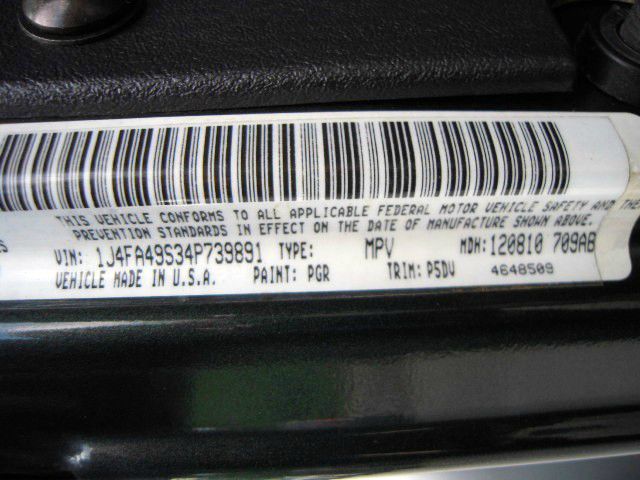 THIS VEHICLE CONFORMS TO ALL APPLICABLE FEDERAL MOTOR VEHICLE SAFETY AND THE
PREVENTION STANDARDS IN EFFECT ON THE DATE OF MANUFACTURE SHOWN ABOVE.
VIN: 1J4FA49S34P739891 TYPE: MPV MDH: 120810 709AB
VEHICLE MADE IN U.S.A. PAINT: PGR TRIM: P5DV 4648509